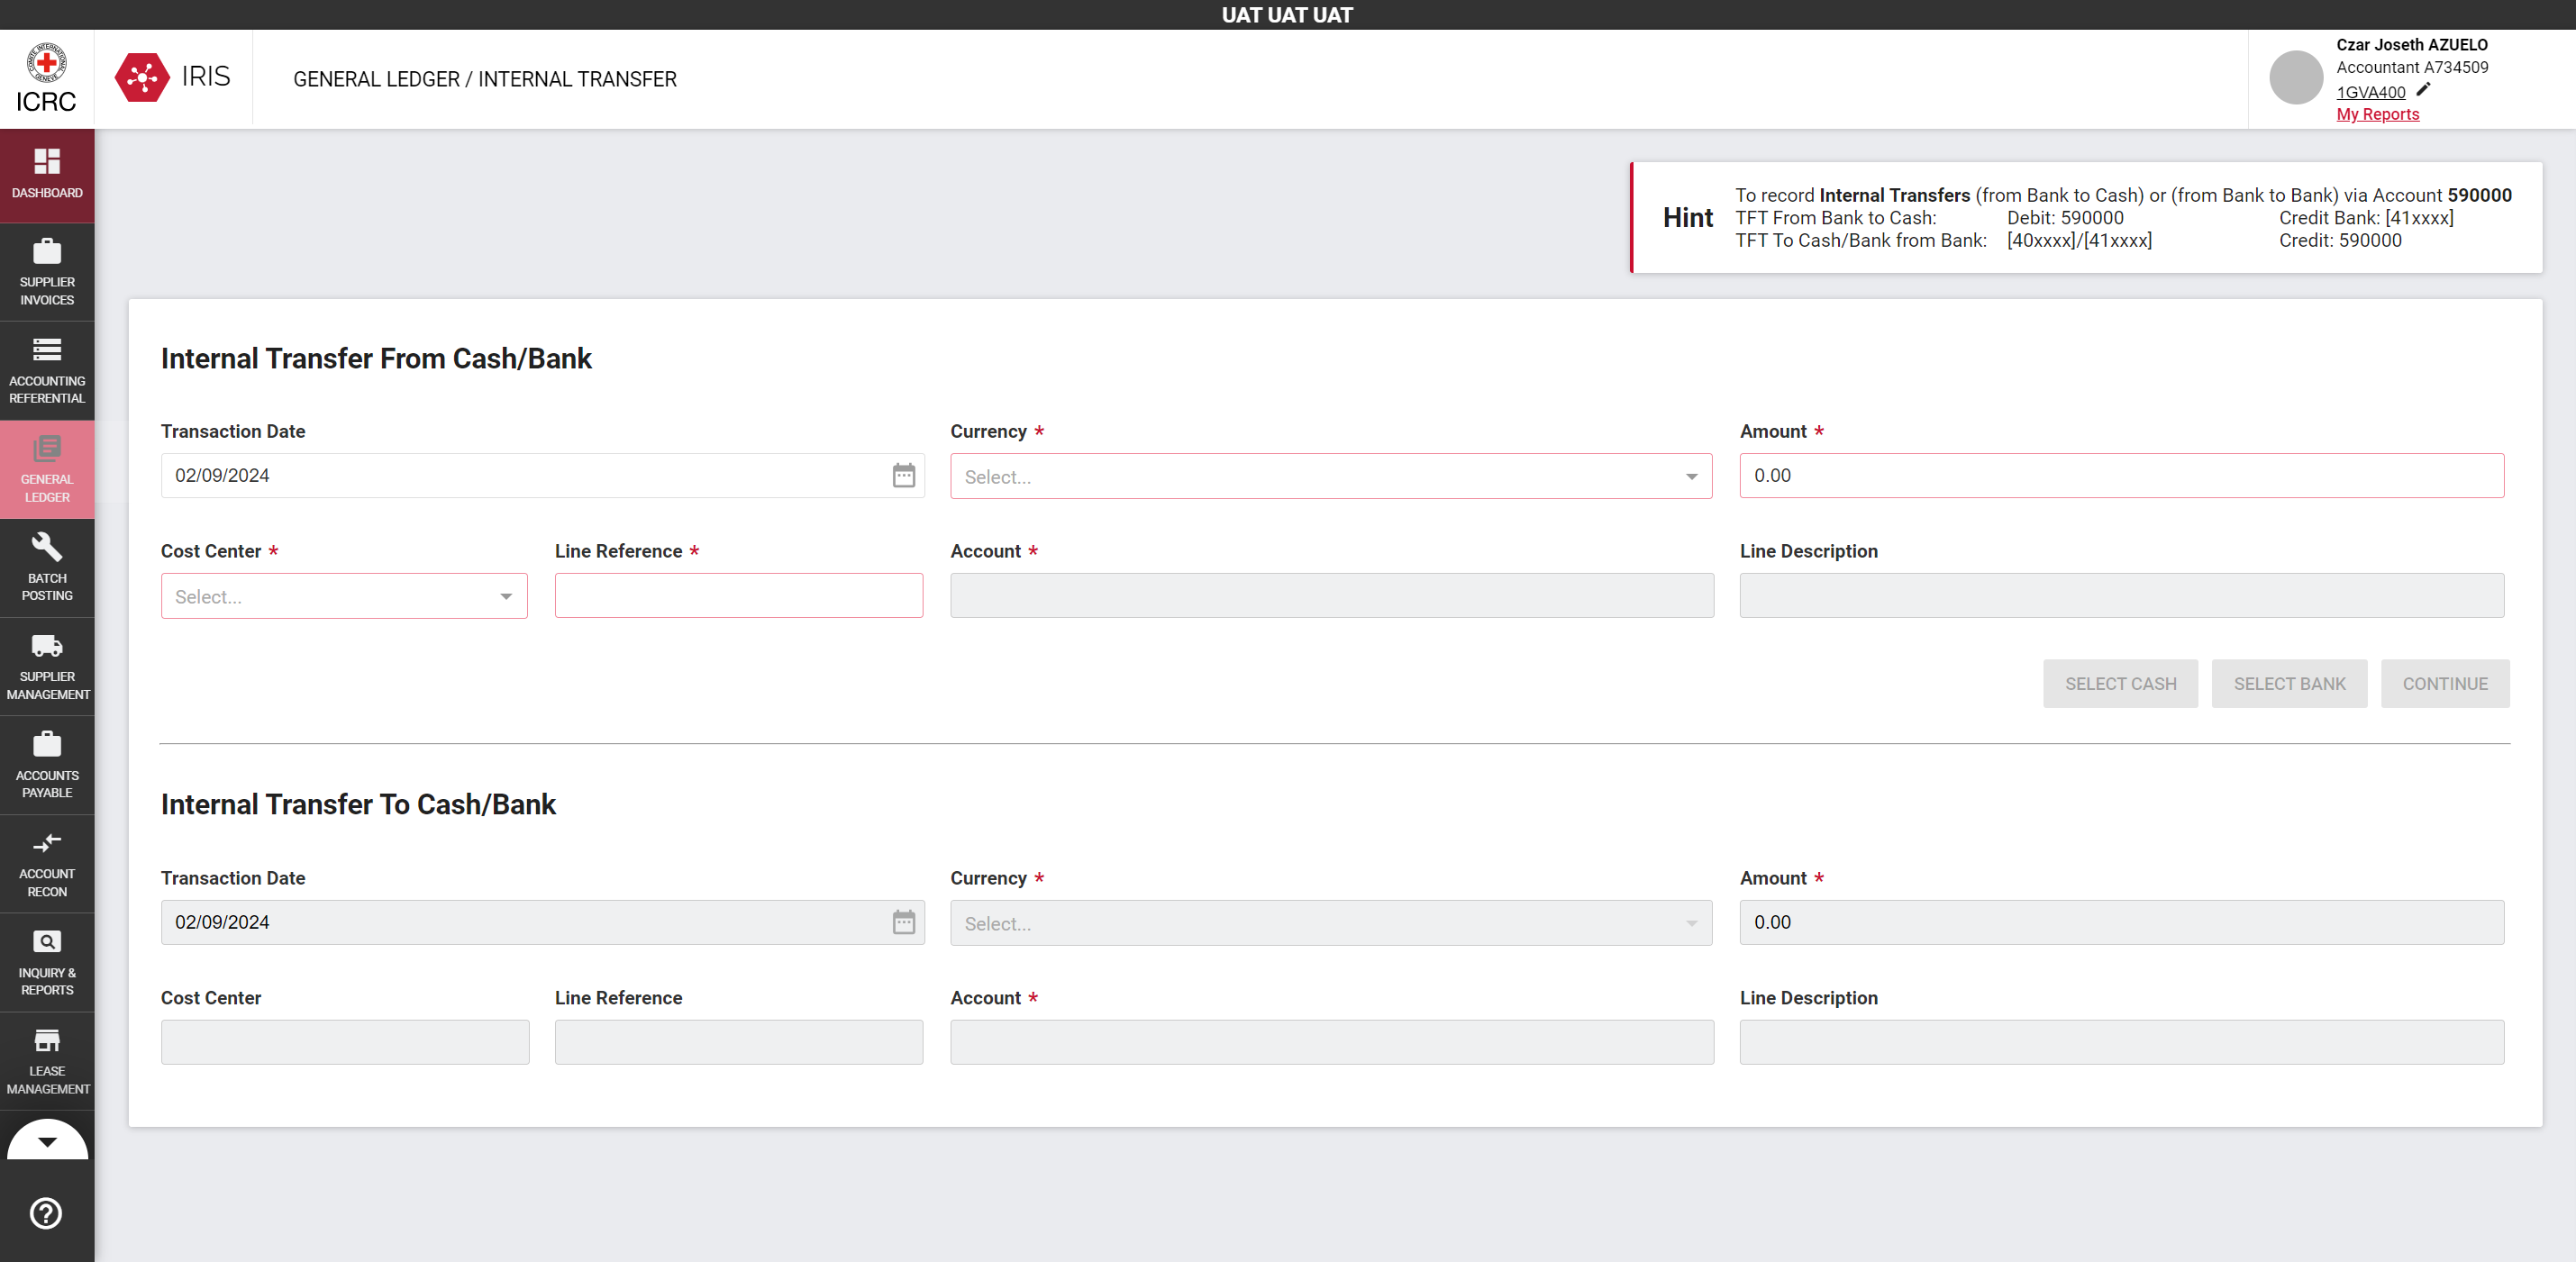 UAT UAT UAT
ICRC
IRIS
GENERAL LEDGER / INTERNAL TRANSFER
Czar Joseth AZUELO
Accountant A734509
1GVA400
My Reports
DASHBOARD
SUPPLIER
INVOICES
ACCOUNTING
REFERENTIAL
GENERAL
LEDGER
BATCH
POSTING
SUPPLIER
MANAGEMENT
ACCOUNTS
PAYABLE
ACCOUNT
RECON
INQUIRY &
REPORTS
LEASE
MANAGEMENT
Hint
To record Internal Transfers (from Bank to Cash) or (from Bank to Bank) via Account 590000
TFT From Bank to Cash: Debit: 590000 Credit Bank: [41xxxx]
TFT To Cash/Bank from Bank: [40xxxx]/[41xxxx] Credit: 590000
Internal Transfer From Cash/Bank
Transaction Date Currency * Amount *
02/09/2024 Select... 0.00
Cost Center * Line Reference * Account * Line Description
Select...
SELECT CASH SELECT BANK CONTINUE
Internal Transfer To Cash/Bank
Transaction Date Currency * Amount *
02/09/2024 Select... 0.00
Cost Center Line Reference Account * Line Description